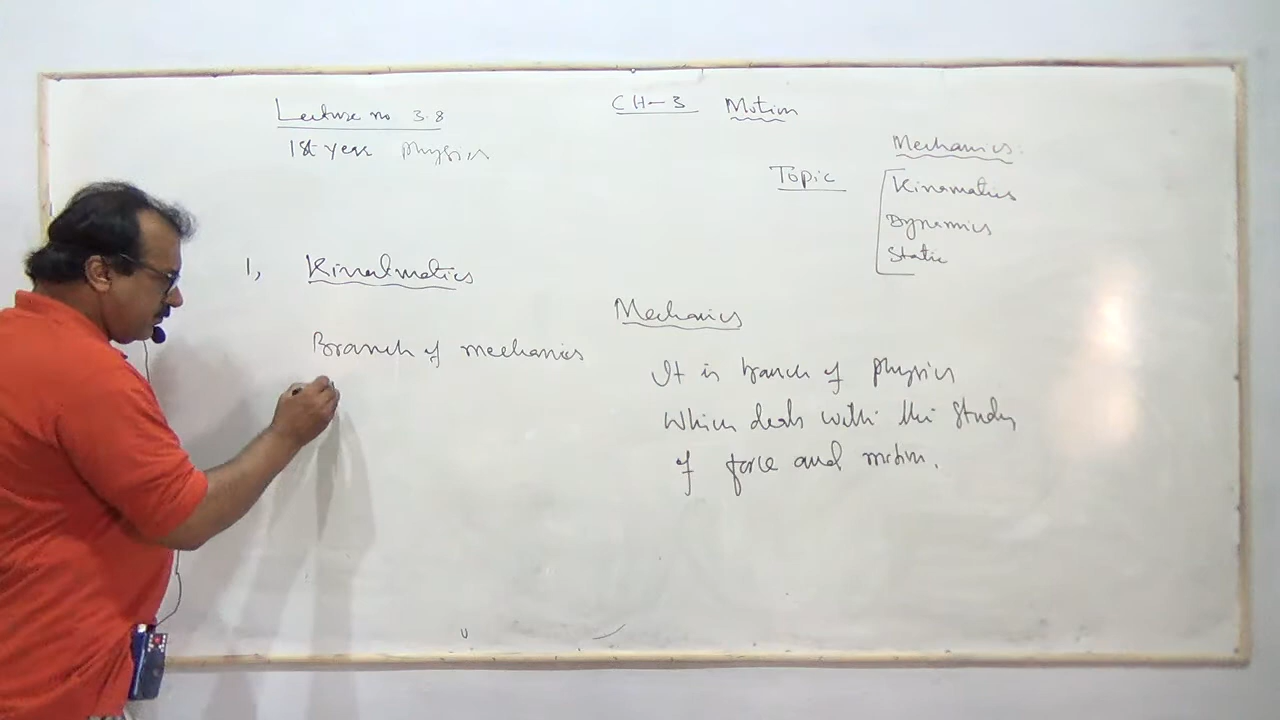 Lecture no 3.8
1st year physics
CH-3 Motion
Mechanics:
Topic
Kinematics
Dynamics
Static
1, Kinalmatics
Branch of mechanics
Mechanics
It is branch of physics
Which deals with the study
of force and motion.